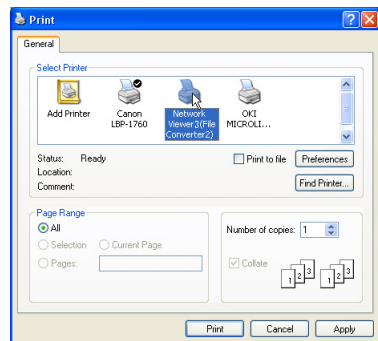 Print
General
Select Printer
Add Printer
Canon
LBP-1760
Network
Viewer3(File
Converter2)
OKI
MICROLI...
Status: Ready
Location:
Comment:
Print to file
Preferences
Find Printer...
Page Range
All
Selection
Current Page
Pages:
Number of copies: 1
Collate
1 2 3
1 2 3
Print
Cancel
Apply